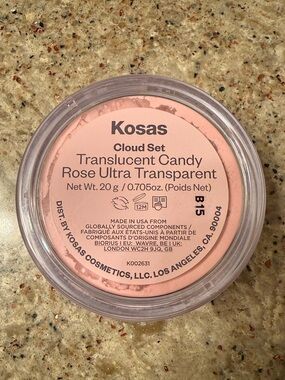 Kosas
Cloud Set
Translucent Candy
Rose Ultra Transparent
Net Wt. 20 g / 0.705oz. (Poids Net)
12M
B15
MADE IN USA FROM
GLOBALLY SOURCED COMPONENTS /
FABRIQUÉ AUX ÉTATS-UNIS À PARTIR DE
COMPOSANTS D'ORIGINE MONDIALE
BIORIUS | EU: WAVRE, BE | UK:
LONDON WC2H 9JQ, GB
K002631
DIST. BY KOSAS COSMETICS, LLC. LOS ANGELES, CA. 90004